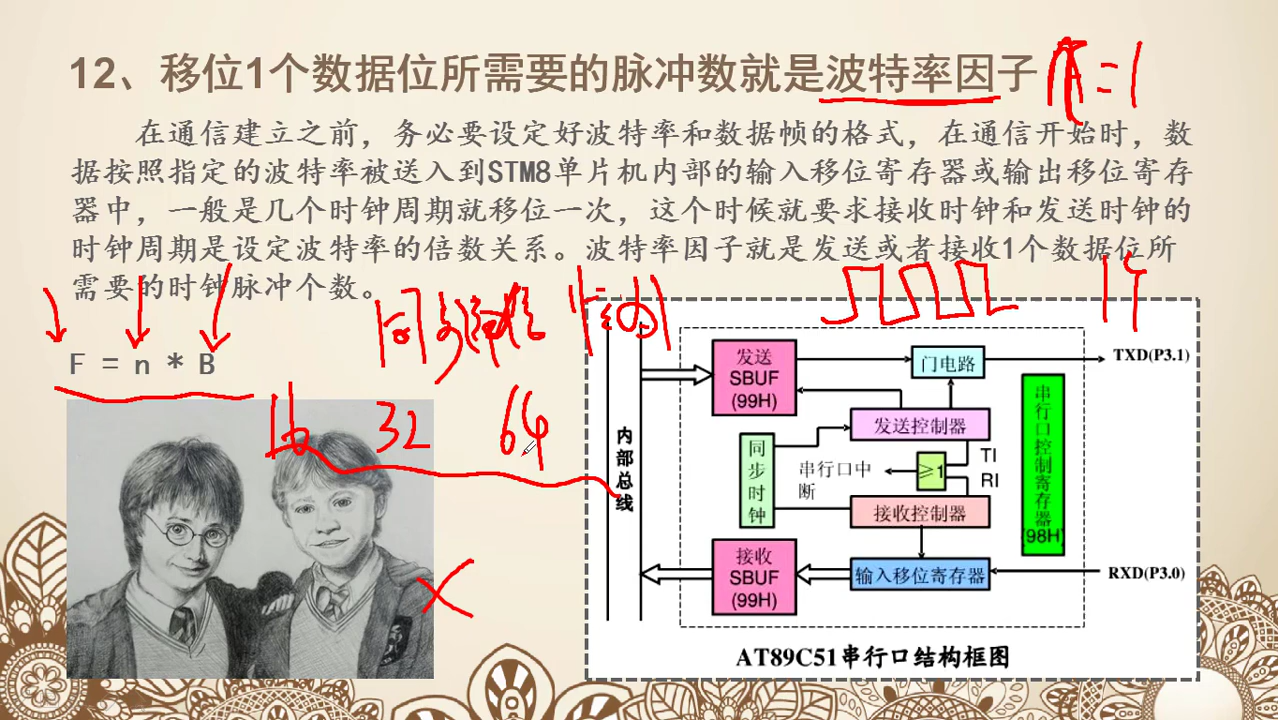 12、移位1个数据位所需要的脉冲数就是波特率因子 n=1
在通信建立之前，务必要设定好波特率和数据帧的格式，在通信开始时，数
据按照指定的波特率被送入到STM8单片机内部的输入移位寄存器或输出移位寄存
器中，一般是几个时钟周期就移位一次，这个时候就要求接收时钟和发送时钟的
时钟周期是设定波特率的倍数关系。波特率因子就是发送或者接收1个数据位所
需要的时钟脉冲个数。
F = n * B
16 32 64
发送
SBUF
(99H)
门电路
TXD(P3.1)
发送控制器
内部总线
同步时钟
串行口中断
≥1
TI
RI
串行口控制寄存器
(98H)
接收控制器
接收
SBUF
(99H)
输入移位寄存器
RXD(P3.0)
AT89C51串行口结构框图